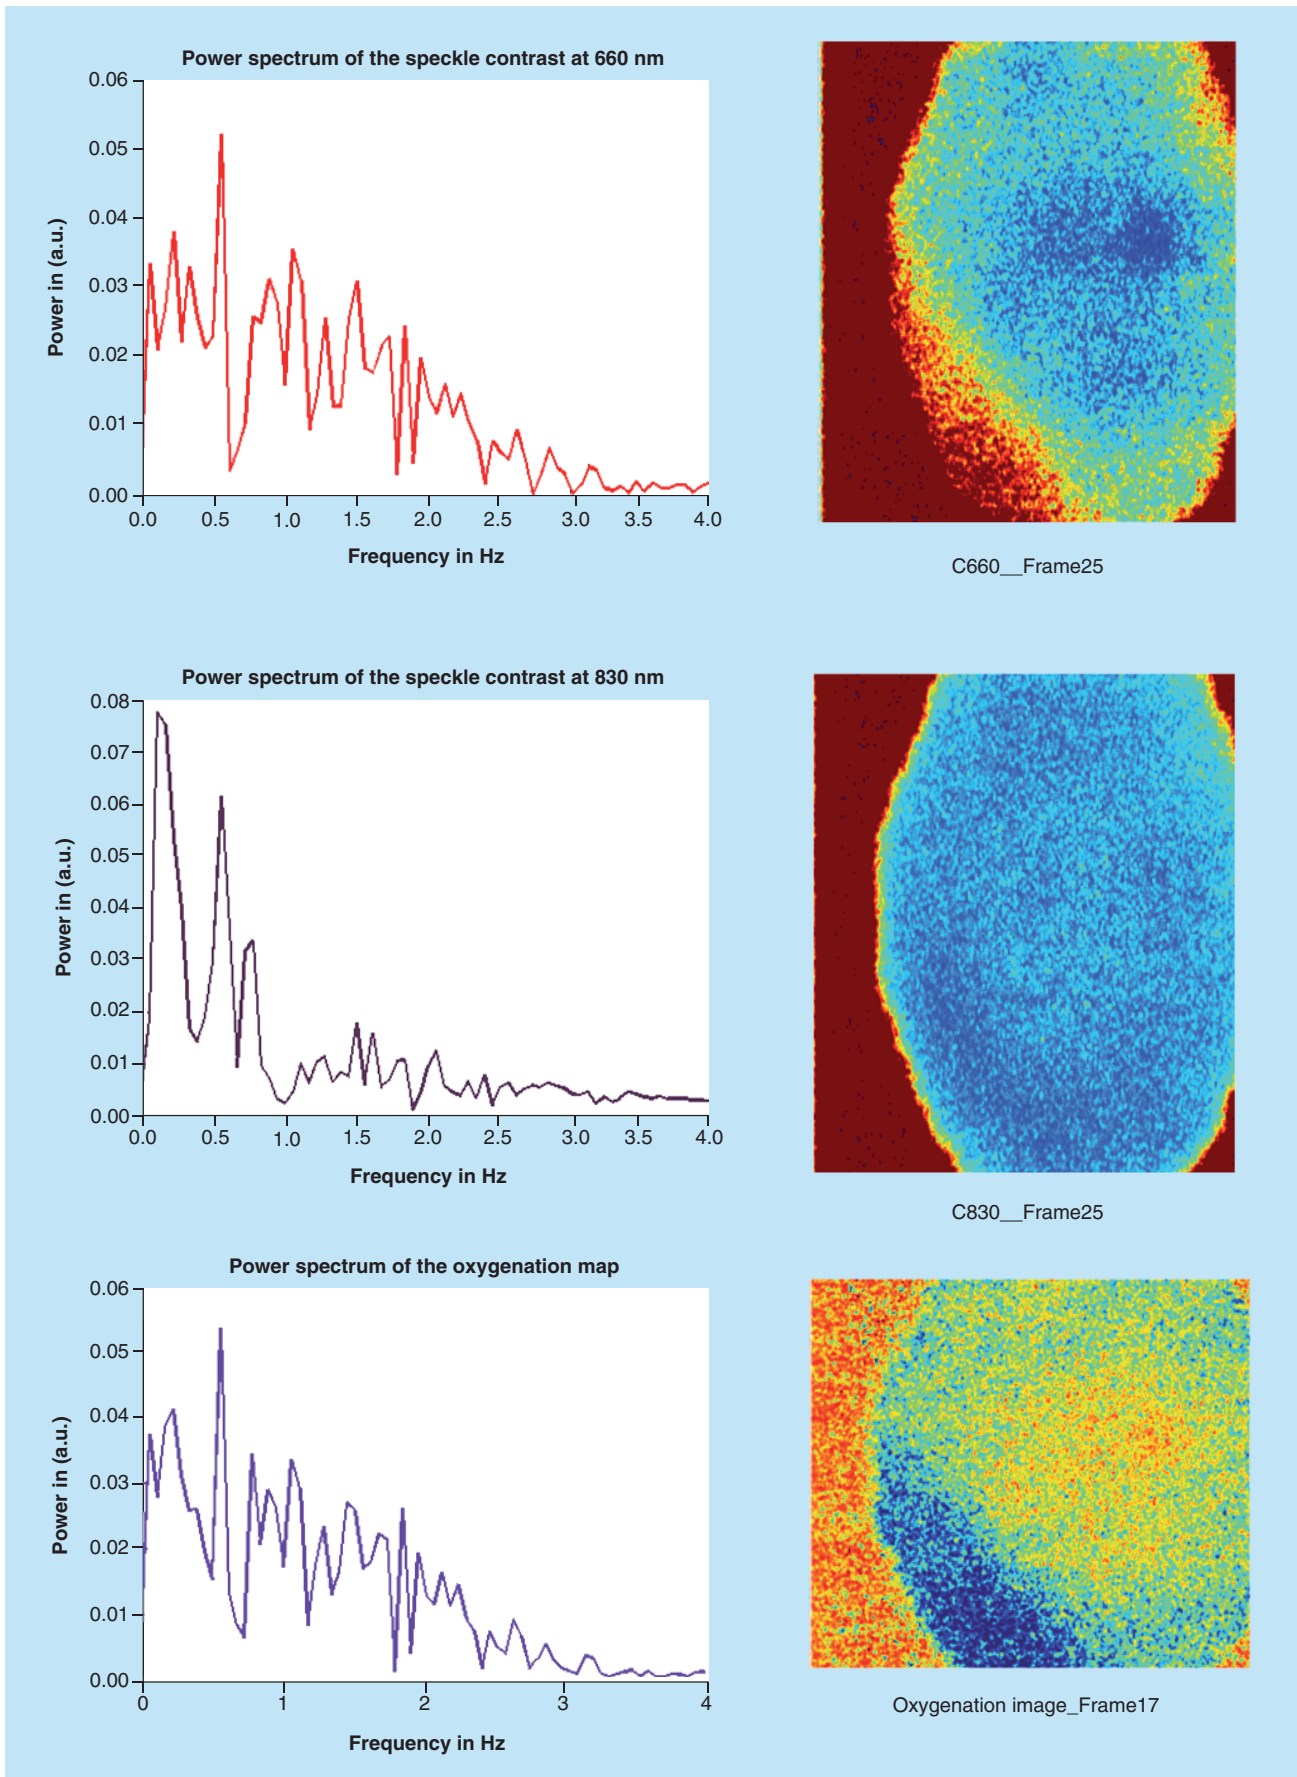 Power spectrum of the speckle contrast at 660 nm
Power in (a.u.)
0.06
0.05
0.04
0.03
0.02
0.01
0.00
0.0 0.5 1.0 1.5 2.0 2.5 3.0 3.5 4.0
Frequency in Hz
C660__Frame25
Power spectrum of the speckle contrast at 830 nm
Power in (a.u.)
0.08
0.07
0.06
0.05
0.04
0.03
0.02
0.01
0.00
0.0 0.5 1.0 1.5 2.0 2.5 3.0 3.5 4.0
Frequency in Hz
C830__Frame25
Power spectrum of the oxygenation map
Power in (a.u.)
0.06
0.05
0.04
0.03
0.02
0.01
0.00
0 1 2 3 4
Frequency in Hz
Oxygenation image_Frame17